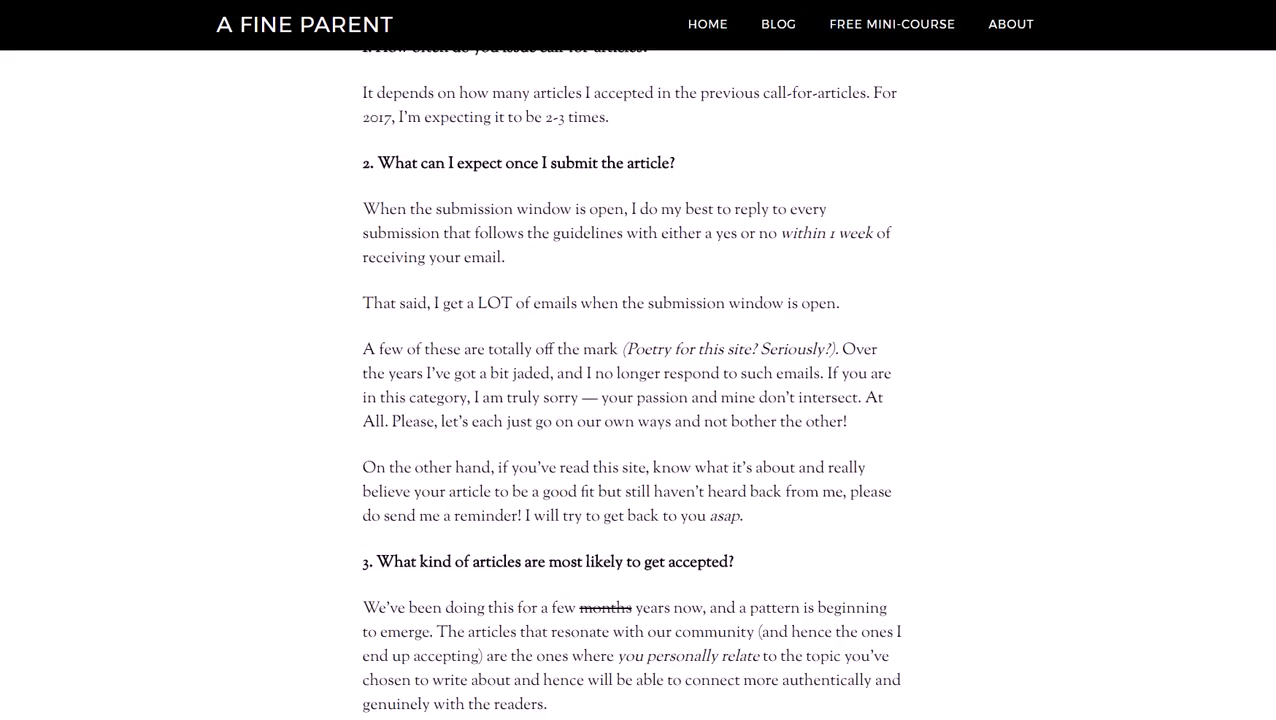 A FINE PARENT
HOME BLOG FREE MINI-COURSE ABOUT
1. How often do you issue call-for-articles?
It depends on how many articles I accepted in the previous call-for-articles. For
2017, I'm expecting it to be 2-3 times.
2. What can I expect once I submit the article?
When the submission window is open, I do my best to reply to every
submission that follows the guidelines with either a yes or no within 1 week of
receiving your email.
That said, I get a LOT of emails when the submission window is open.
A few of these are totally off the mark (Poetry for this site? Seriously?). Over
the years I've got a bit jaded, and I no longer respond to such emails. If you are
in this category, I am truly sorry — your passion and mine don't intersect. At
All. Please, let's each just go on our own ways and not bother the other!
On the other hand, if you've read this site, know what it's about and really
believe your article to be a good fit but still haven't heard back from me, please
do send me a reminder! I will try to get back to you asap.
3. What kind of articles are most likely to get accepted?
We've been doing this for a few months years now, and a pattern is beginning
to emerge. The articles that resonate with our community (and hence the ones I
end up accepting) are the ones where you personally relate to the topic you've
chosen to write about and hence will be able to connect more authentically and
genuinely with the readers.